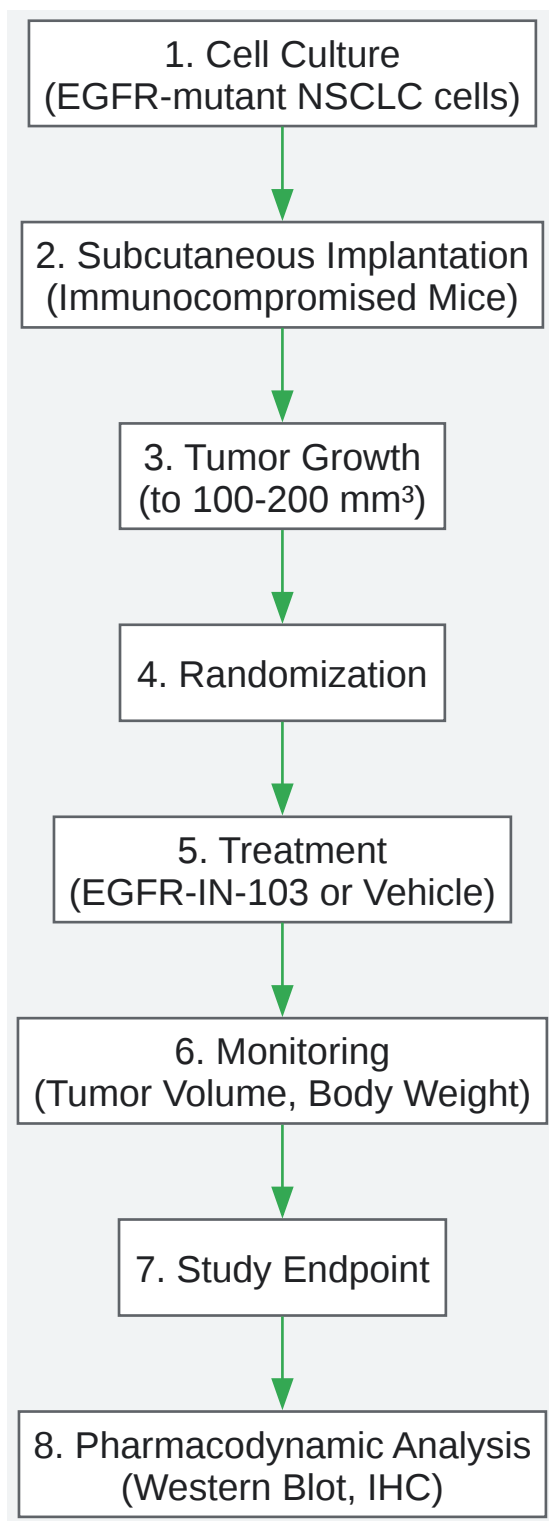 1. Cell Culture
(EGFR-mutant NSCLC cells)
2. Subcutaneous Implantation
(Immunocompromised Mice)
3. Tumor Growth
(to 100-200 mm³)
4. Randomization
5. Treatment
(EGFR-IN-103 or Vehicle)
6. Monitoring
(Tumor Volume, Body Weight)
7. Study Endpoint
8. Pharmacodynamic Analysis
(Western Blot, IHC)